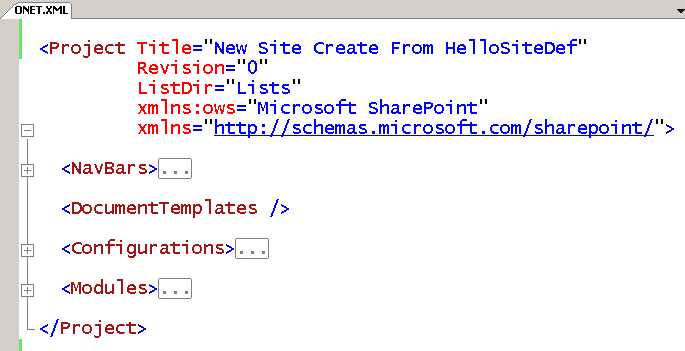 ONET.XML
<Project Title="New Site Create From HelloSiteDef"
Revision="0"
ListDir="Lists"
xmlns:ows="Microsoft SharePoint"
xmlns="http://schemas.microsoft.com/sharepoint/">
<NavBars>...
<DocumentTemplates />
<Configurations>...
<Modules>...
</Project>